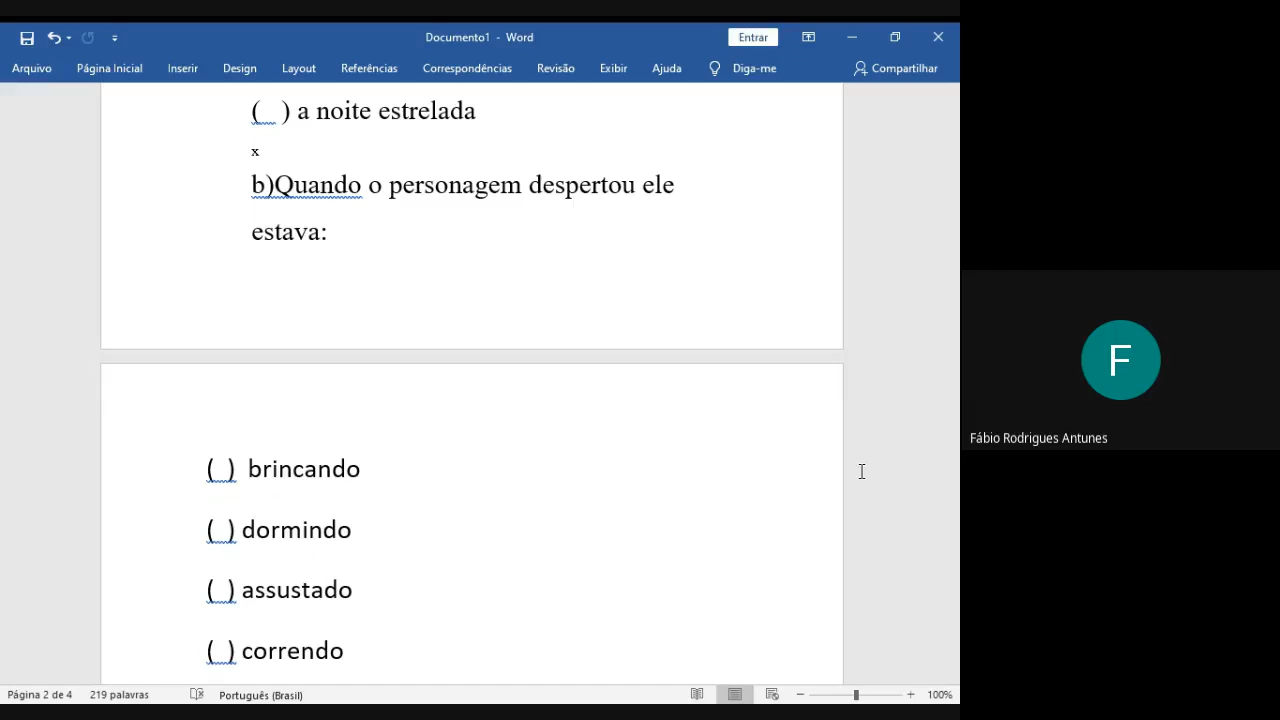 Documento1 - Word
Entrar
Arquivo Página Inicial Inserir Design Layout Referências Correspondências Revisão Exibir Ajuda Diga-me Compartilhar
( ) a noite estrelada
x
b)Quando o personagem despertou ele
estava:
( ) brincando
( ) dormindo
( ) assustado
( ) correndo
F
Fábio Rodrigues Antunes
Página 2 de 4 219 palavras Português (Brasil) 100%